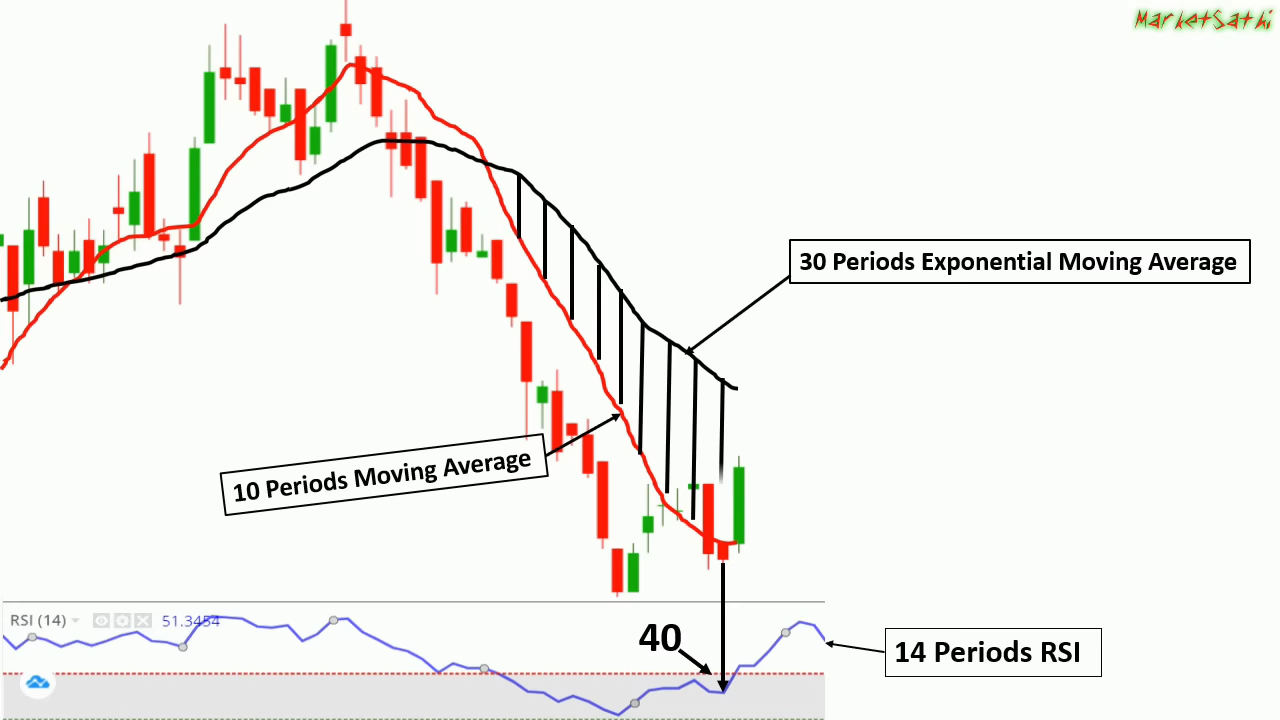 MarketSathi
30 Periods Exponential Moving Average
10 Periods Moving Average
RSI (14) 51.3454
40
14 Periods RSI